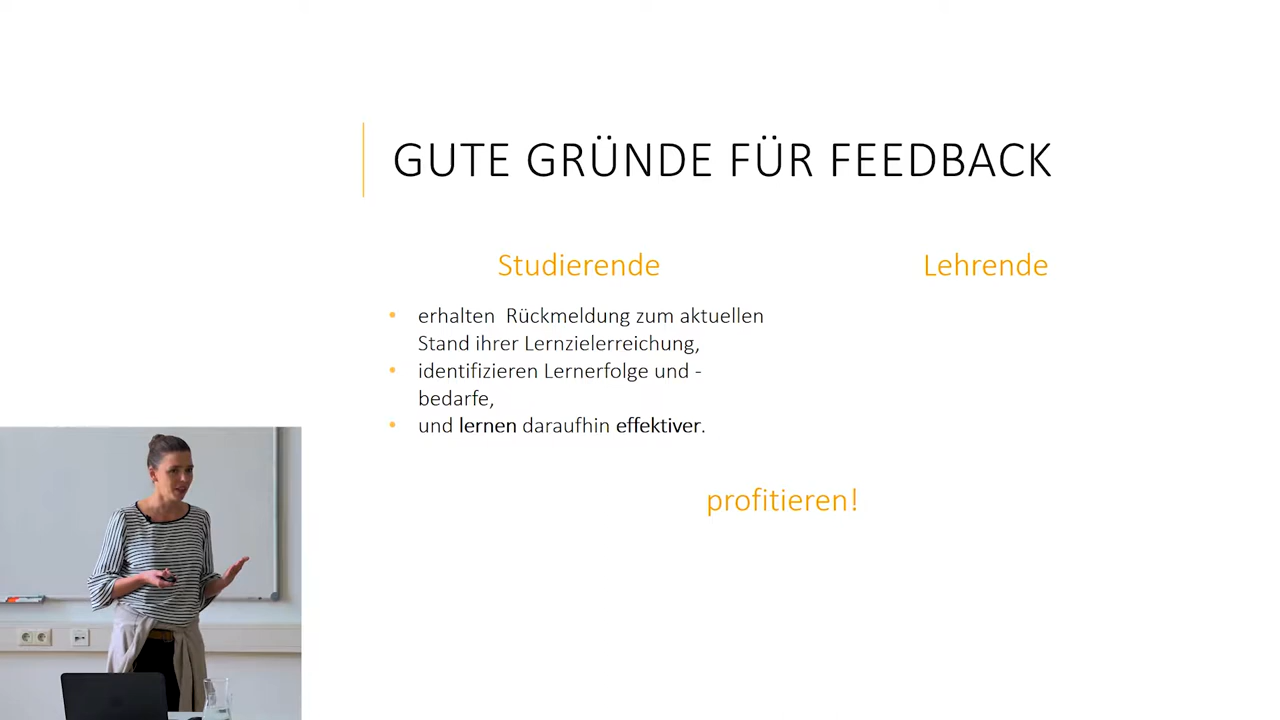 GUTE GRÜNDE FÜR FEEDBACK
Studierende
• erhalten Rückmeldung zum aktuellen
Stand ihrer Lernzielerreichung,
• identifizieren Lernerfolge und -
bedarfe,
• und lernen daraufhin effektiver.
Lehrende
profitieren!